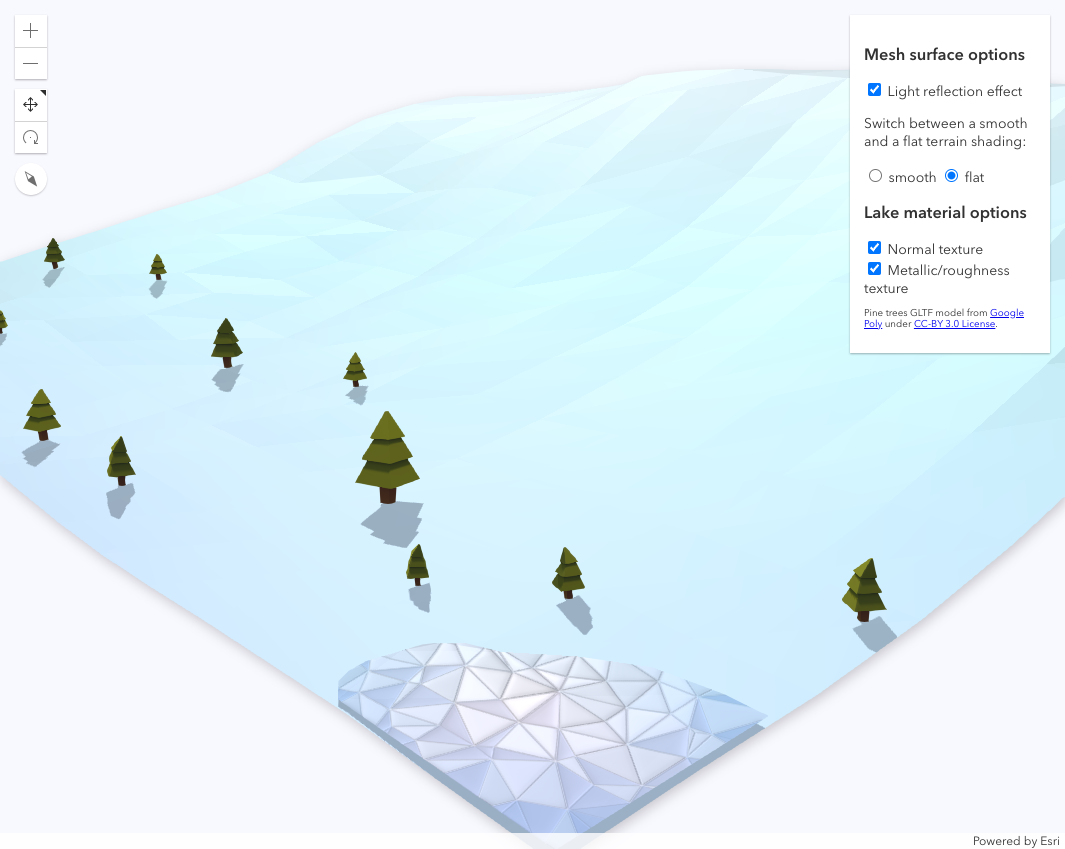 Mesh surface options
Light reflection effect
Switch between a smooth
and a flat terrain shading:
smooth flat
Lake material options
Normal texture
Metallic/roughness
texture
Pine trees GLTF model from Google
Poly under CC-BY 3.0 License.
Powered by Esri